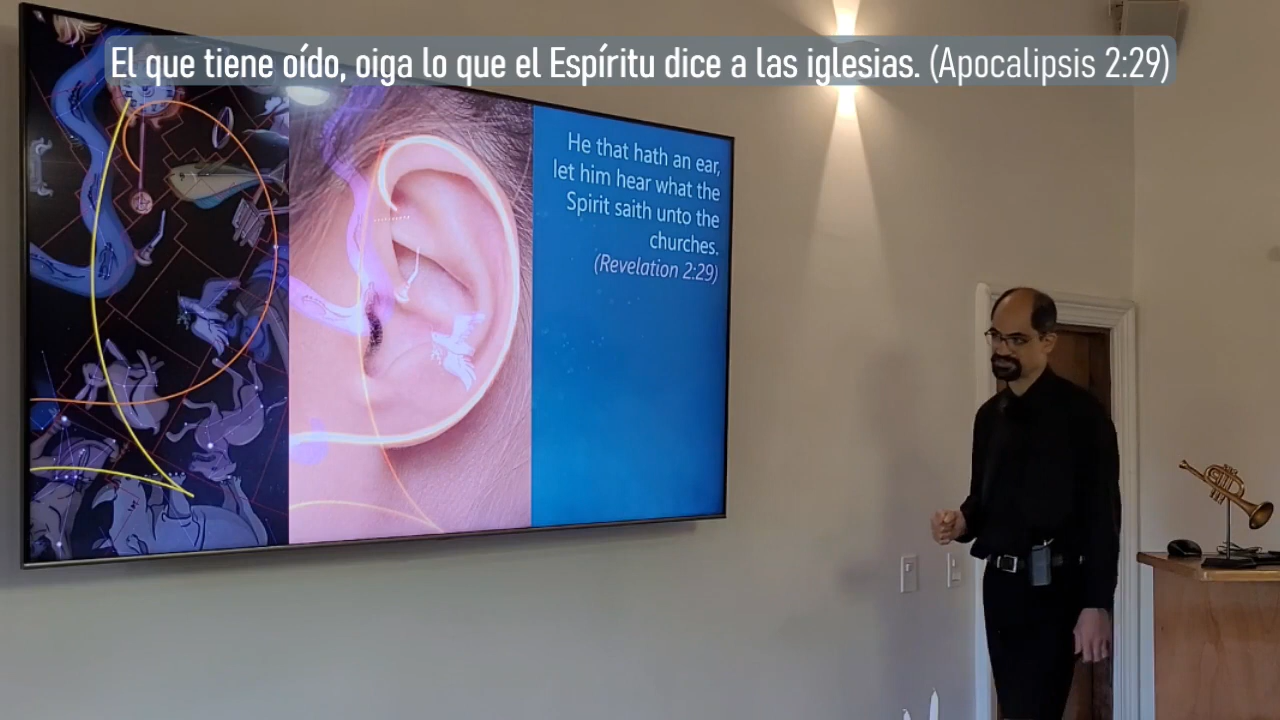 El que tiene oído, oiga lo que el Espíritu dice a las iglesias. (Apocalipsis 2:29)
He that hath an ear,
let him hear what the
Spirit saith unto the
churches.
(Revelation 2:29)